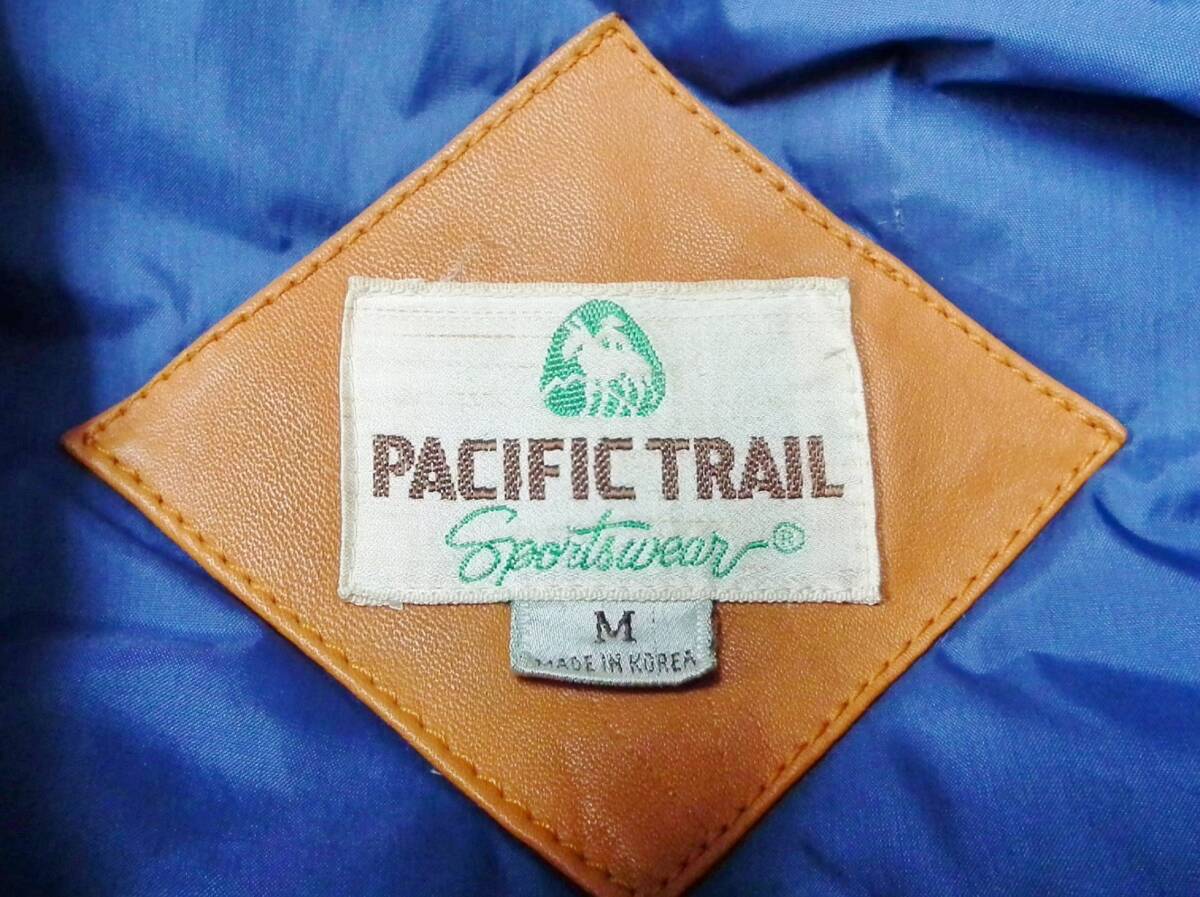 PACIFIC TRAIL
Sportswear®
M
MADE IN KOREA